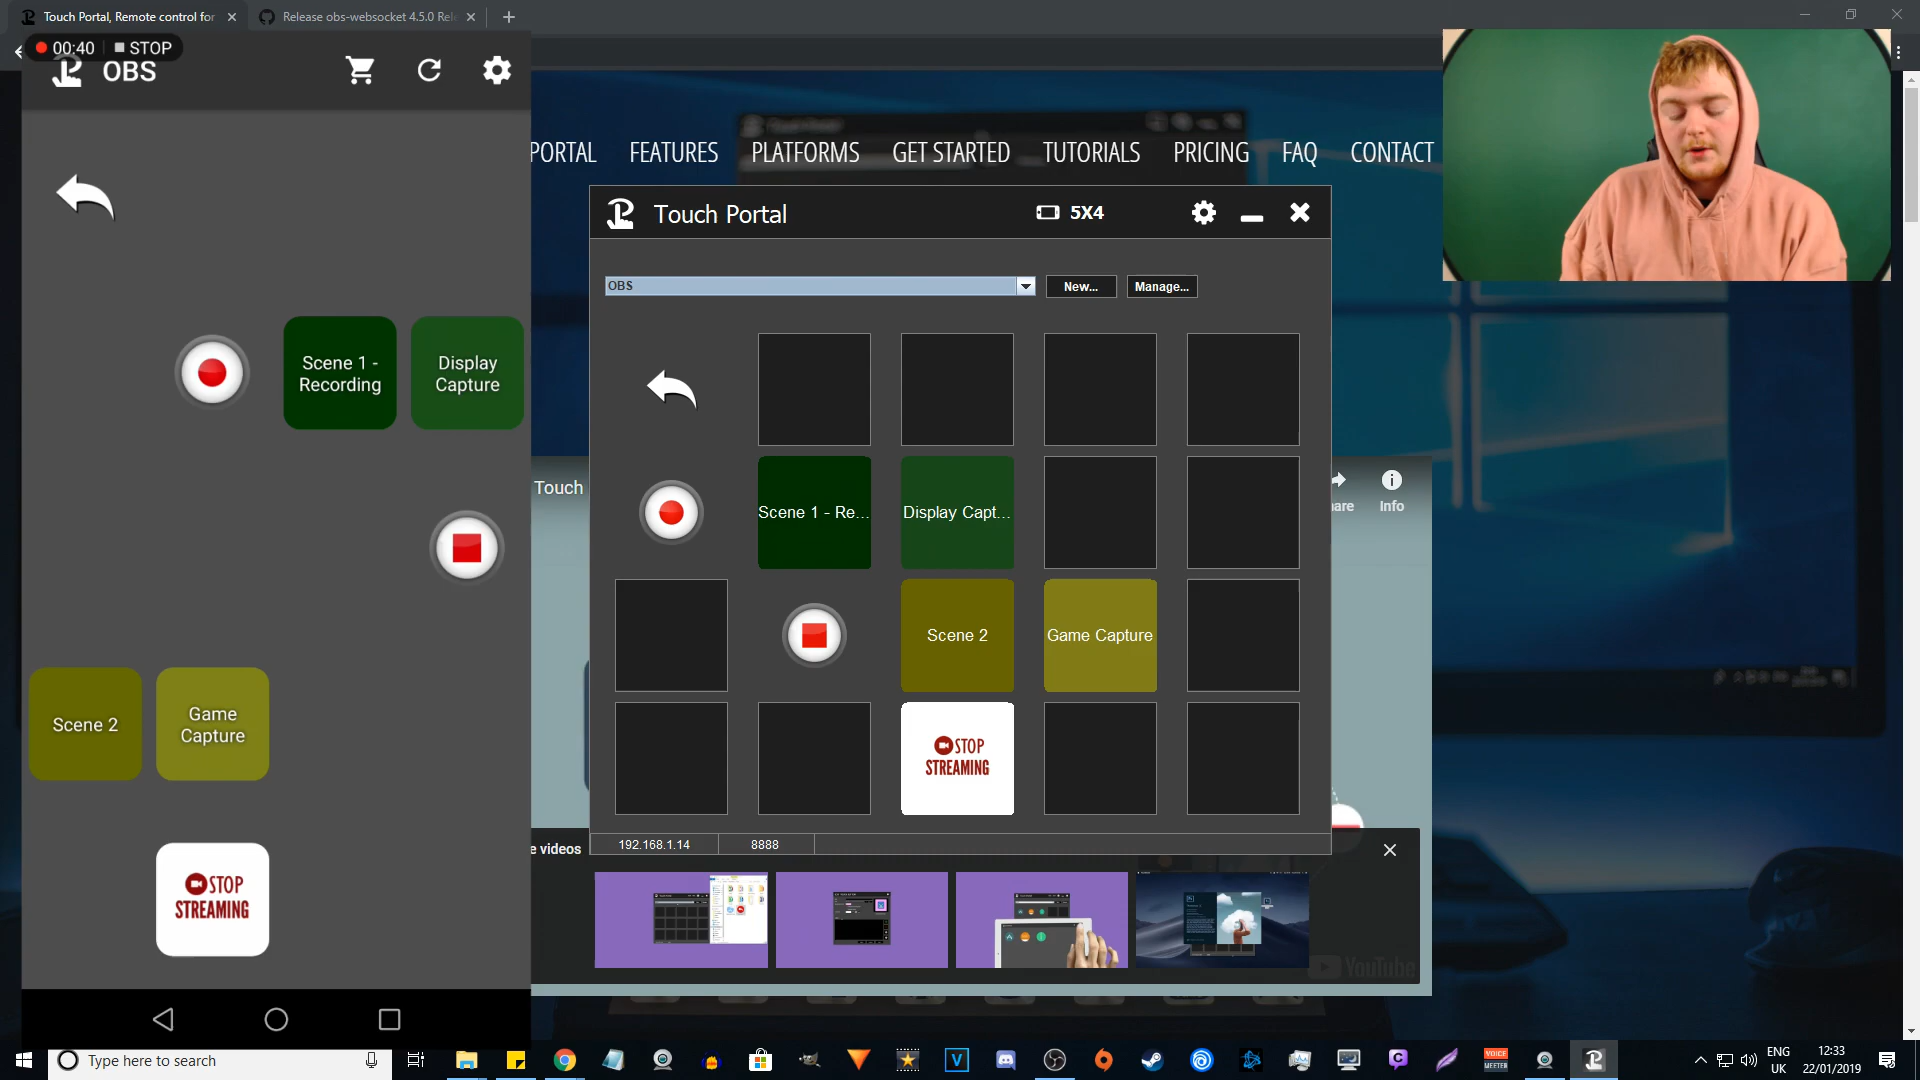 Touch Portal, Remote control for
Release obs-websocket 4.5.0 Rel
00:40 STOP
OBS
PORTAL FEATURES PLATFORMS GET STARTED TUTORIALS PRICING FAQ CONTACT
Touch Portal
5X4
OBS
New...
Manage...
Scene 1 -
Recording
Display
Capture
Scene 2
Game
Capture
STOP
STREAMING
Scene 1 - Re...
Display Capt...
Scene 2
Game Capture
STOP
STREAMING
192.168.1.14
8888
Touch
are
Info
e videos
YouTube
Type here to search
VOICE
MEETER
ENG
UK
12:33
22/01/2019